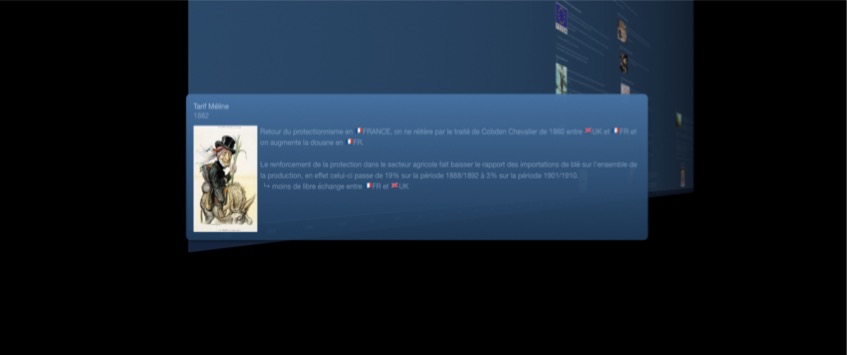 Tarif Méline
1892
Retour du protectionnisme en 🇫🇷FRANCE, on ne réitère par le traité de Cobden Chevalier de 1860 entre 🇬🇧UK et 🇫🇷FR et
on augmente la douane en 🇫🇷FR.
Le renforcement de la protection dans le secteur agricole fait baisser le rapport des importations de blé sur l'ensemble de
la production, en effet celui-ci passe de 19% sur la période 1888/1892 à 3% sur la période 1901/1910.
↳ moins de libre échange entre 🇫🇷FR et 🇬🇧UK